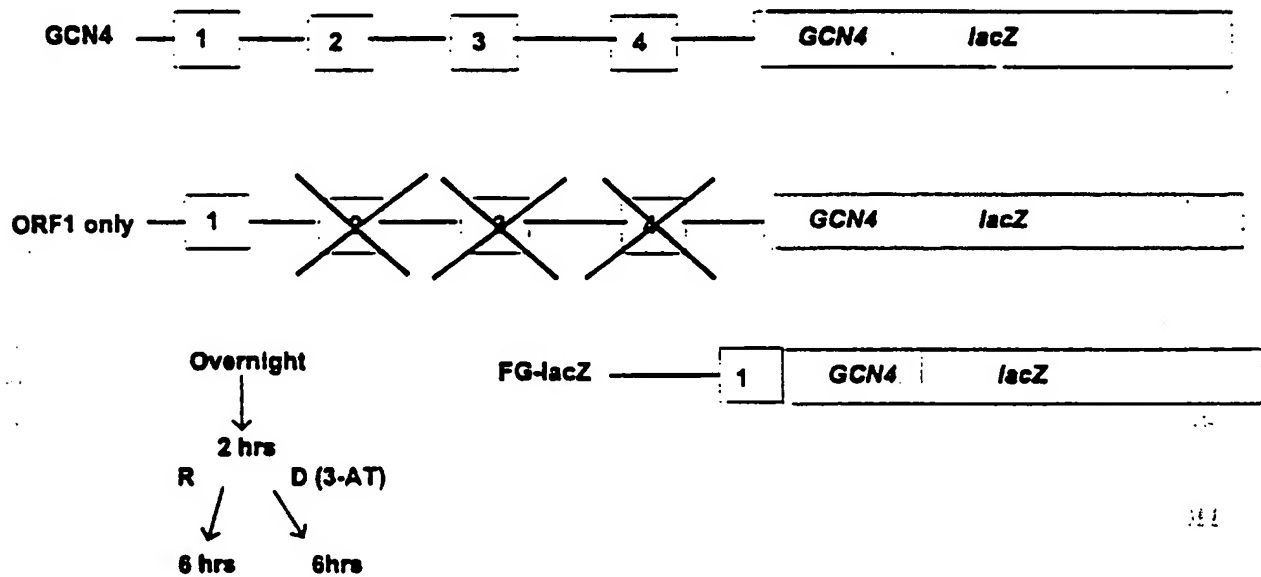 GCN4 1 2 3 4 GCN4 lacZ
ORF1 only 1 GCN4 lacZ
Overnight
FG-lacZ 1 GCN4 lacZ
2 hrs
R D (3-AT)
6 hrs 6hrs